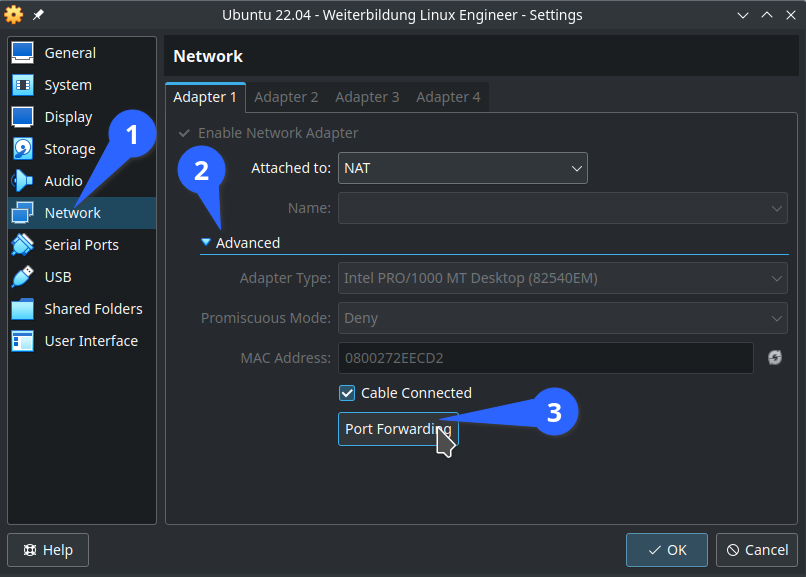 Ubuntu 22.04 - Weiterbildung Linux Engineer - Settings
General
System
Display
Storage
Audio
Network
Serial Ports
USB
Shared Folders
User Interface
1
Network
Adapter 1 Adapter 2 Adapter 3 Adapter 4
Enable Network Adapter
2
Attached to: NAT
Name:
Advanced
Adapter Type: Intel PRO/1000 MT Desktop (82540EM)
Promiscuous Mode: Deny
MAC Address: 0800272EECD2
Cable Connected
Port Forwarding
3
Help
OK Cancel